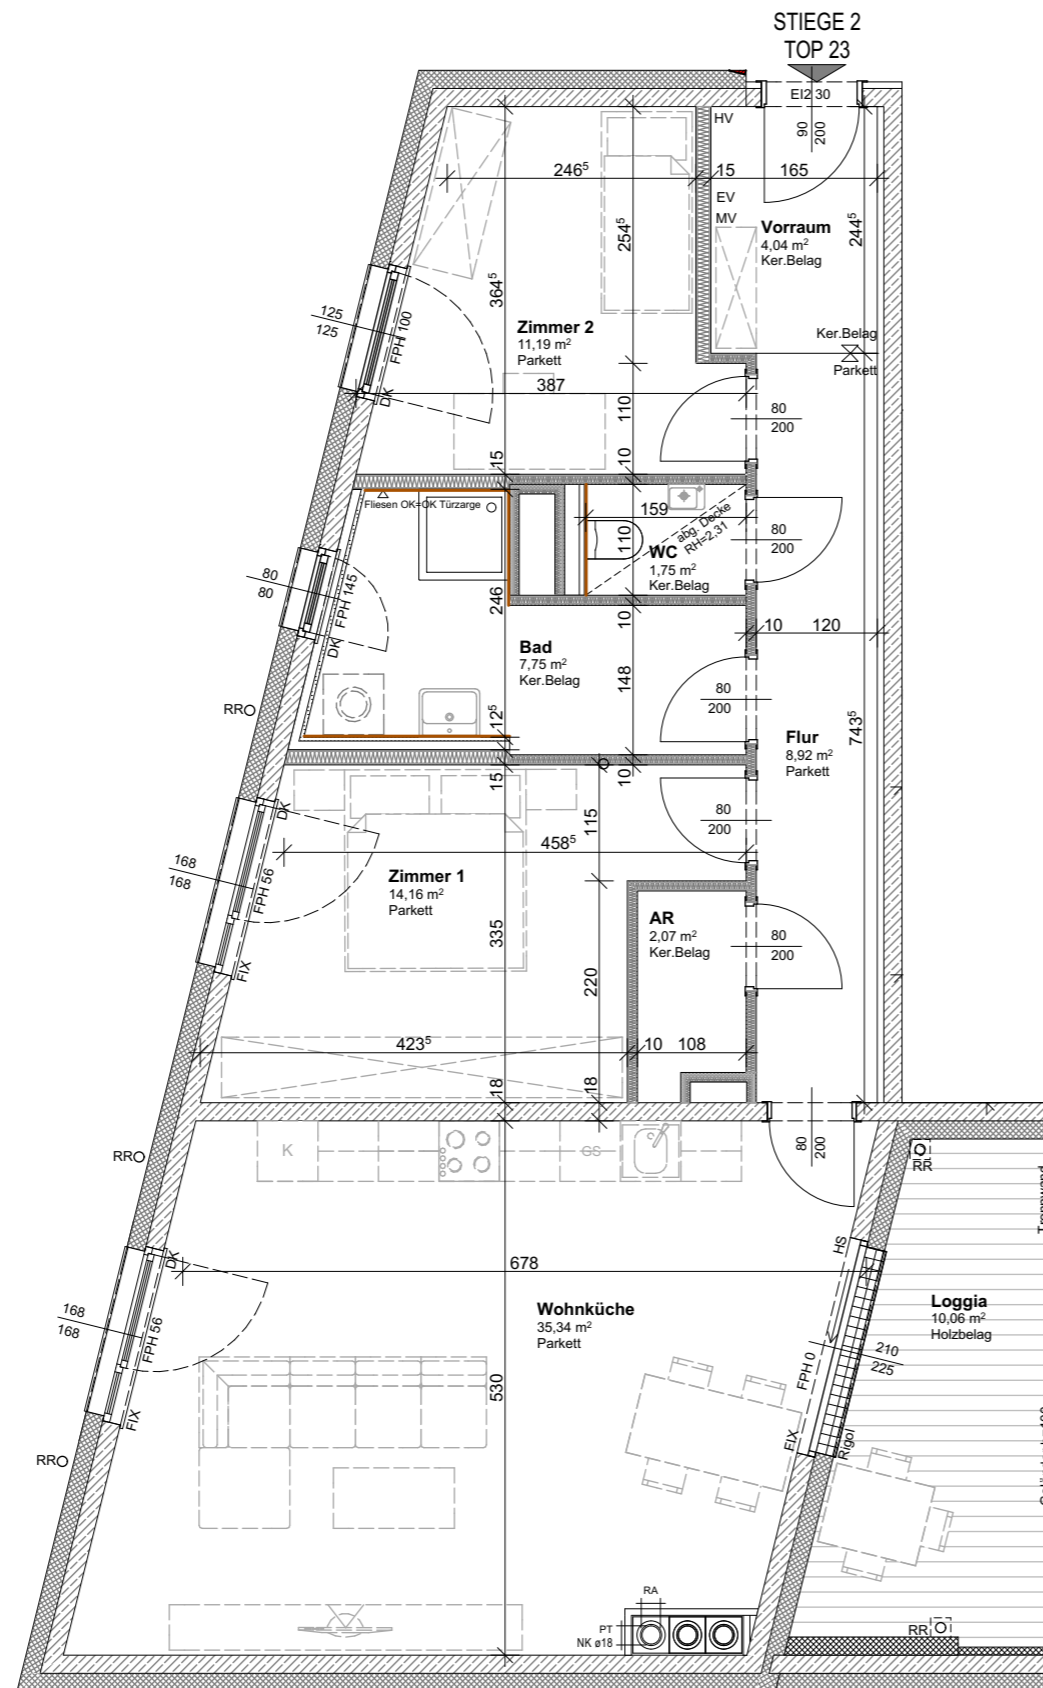 STIEGE 2
TOP 23
EI2 30
90
200
HV
246⁵
15
165
EV
MV
254⁵
244⁵
Vorraum
4,04 m²
Ker.Belag
364⁵
125
125
FPH 100
DK
Zimmer 2
11,19 m²
Parkett
Ker.Belag
Parkett
387
110
80
200
15
10
Fliesen OK=OK Türzarge
159
abg. Decke
RH=2,31
110
WC
1,75 m²
Ker.Belag
80
200
80
80
FPH 145
DK
246
10
10
120
Bad
7,75 m²
Ker.Belag
148
80
200
RR
12⁵
Flur
8,92 m²
Parkett
743⁵
15
10
DK
115
80
200
458⁵
168
168
FPH 56
FIX
Zimmer 1
14,16 m²
Parkett
335
AR
2,07 m²
Ker.Belag
80
200
220
423⁵
10
108
18
18
80
200
K
GS
RR
RR
Trennwand
DK
HS
678
168
168
FPH 56
FIX
Wohnküche
35,34 m²
Parkett
Loggia
10,06 m²
Holzbelag
210
225
FPH 0
530
FIX
Rigol
RR
RA
PT
NK ø18
RR